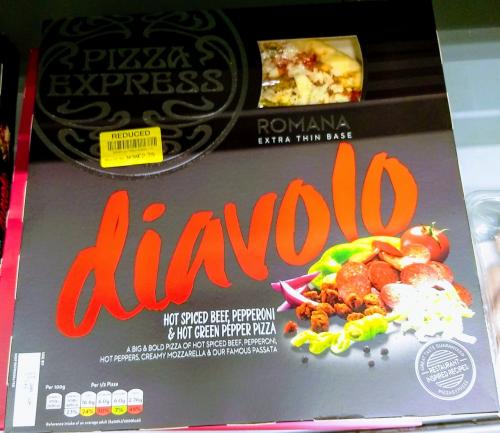 PIZZA
EXPRESS
REDUCED
ROMANA
EXTRA THIN BASE
diavolo
HOT SPICED BEEF, PEPPERONI
& HOT GREEN PEPPER PIZZA
A BIG & BOLD PIZZA OF HOT SPICED BEEF, PEPPERONI,
HOT PEPPERS, CREAMY MOZZARELLA & OUR FAMOUS PASSATA
RESTAURANT
INSPIRED RECIPES
Per 100g
Per 1/2 Pizza